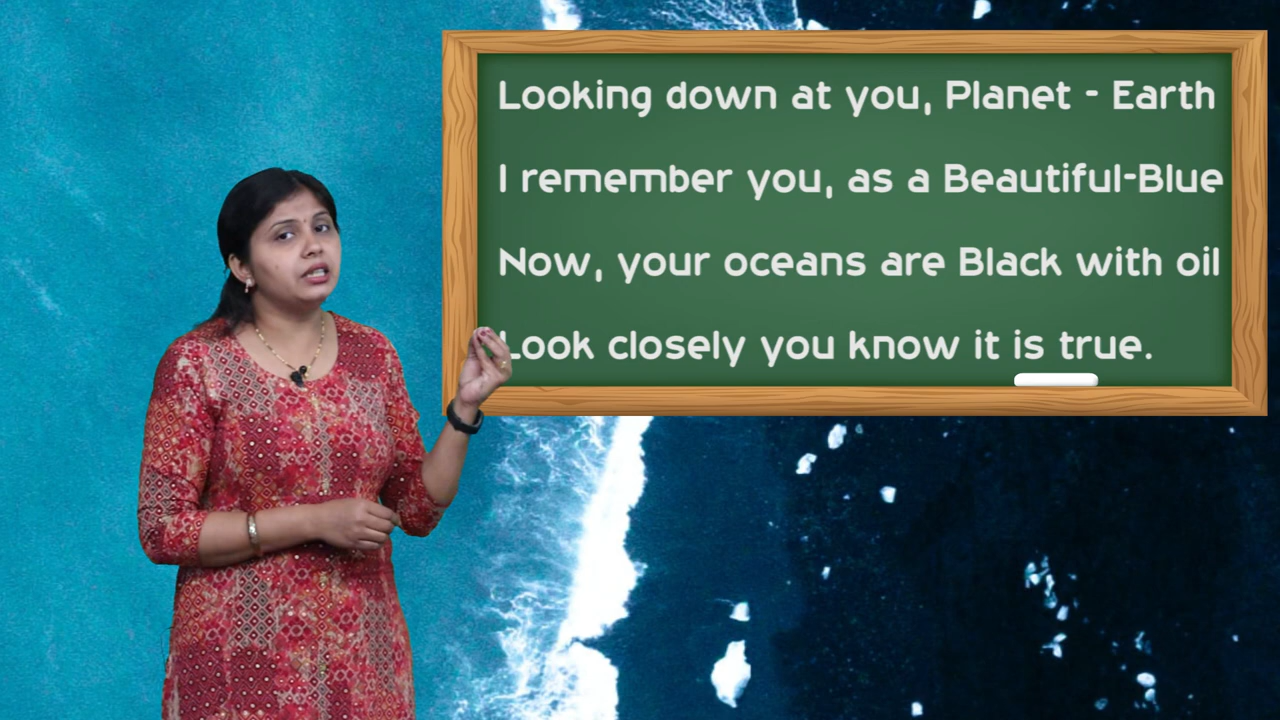 Looking down at you, Planet - Earth
I remember you, as a Beautiful-Blue
Now, your oceans are Black with oil
Look closely you know it is true.